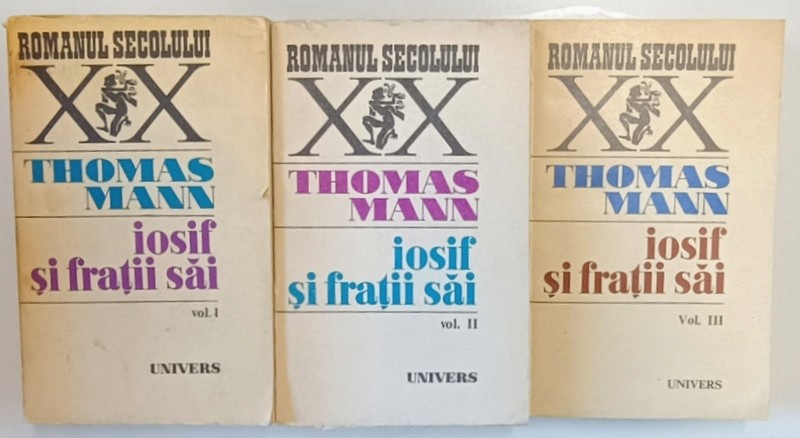 ROMANUL SECOLULUI
XX
THOMAS
MANN
iosif
și frații săi
vol. I
UNIVERS
ROMANUL SECOLULUI
XX
THOMAS
MANN
iosif
și frații săi
vol. II
UNIVERS
ROMANUL SECOLULUI
XX
THOMAS
MANN
iosif
și frații săi
Vol. III
UNIVERS